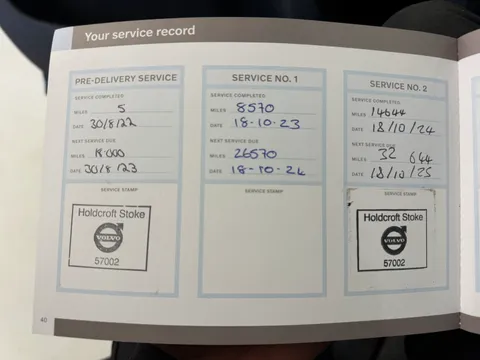 Your service record
PRE-DELIVERY SERVICE
SERVICE COMPLETED
MILES 5
DATE 30/8/22
NEXT SERVICE DUE
MILES 18.000
DATE 30/8/23
SERVICE STAMP
Holdcroft Stoke
VOLVO
57002
SERVICE NO. 1
SERVICE COMPLETED
MILES 8570
DATE 18-10-23
NEXT SERVICE DUE
MILES 26570
DATE 18-10-24
SERVICE STAMP
SERVICE NO. 2
SERVICE COMPLETED
MILES 14644
DATE 18/10/24
NEXT SERVICE DUE
MILES 32 644
DATE 18/10/25
SERVICE STAMP
Holdcroft Stoke
VOLVO
57002
40